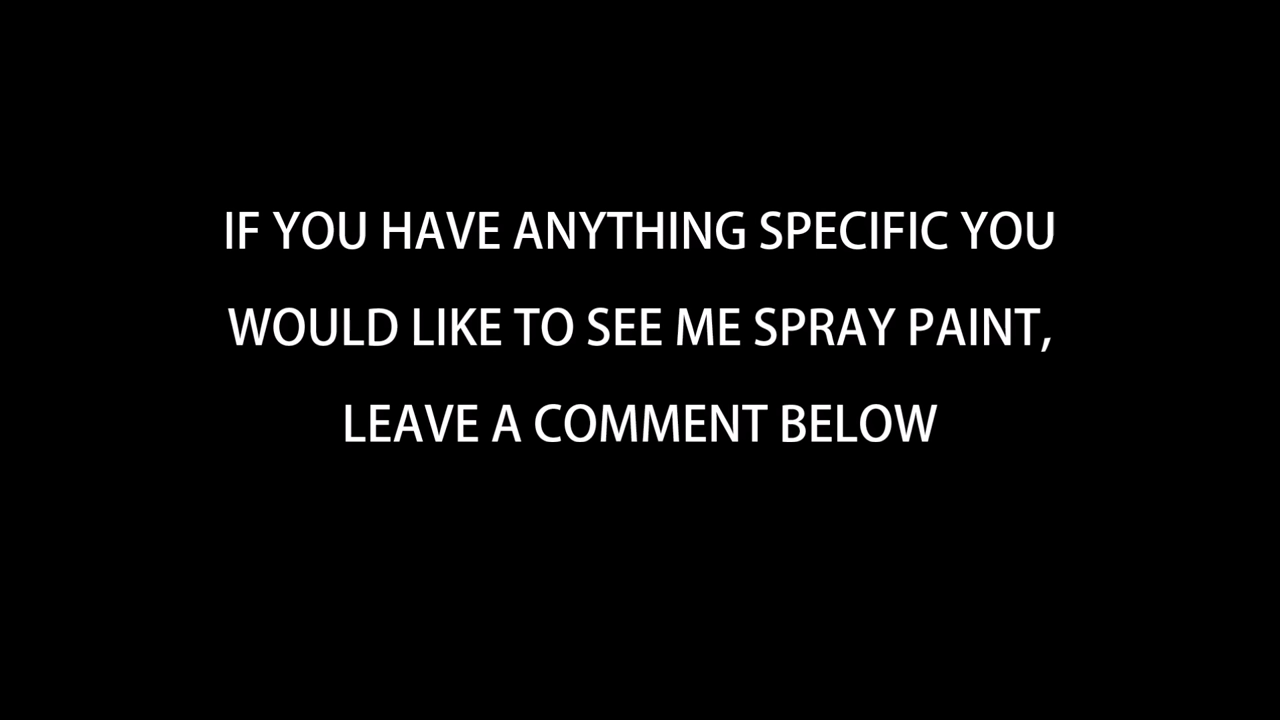 IF YOU HAVE ANYTHING SPECIFIC YOU
WOULD LIKE TO SEE ME SPRAY PAINT,
LEAVE A COMMENT BELOW